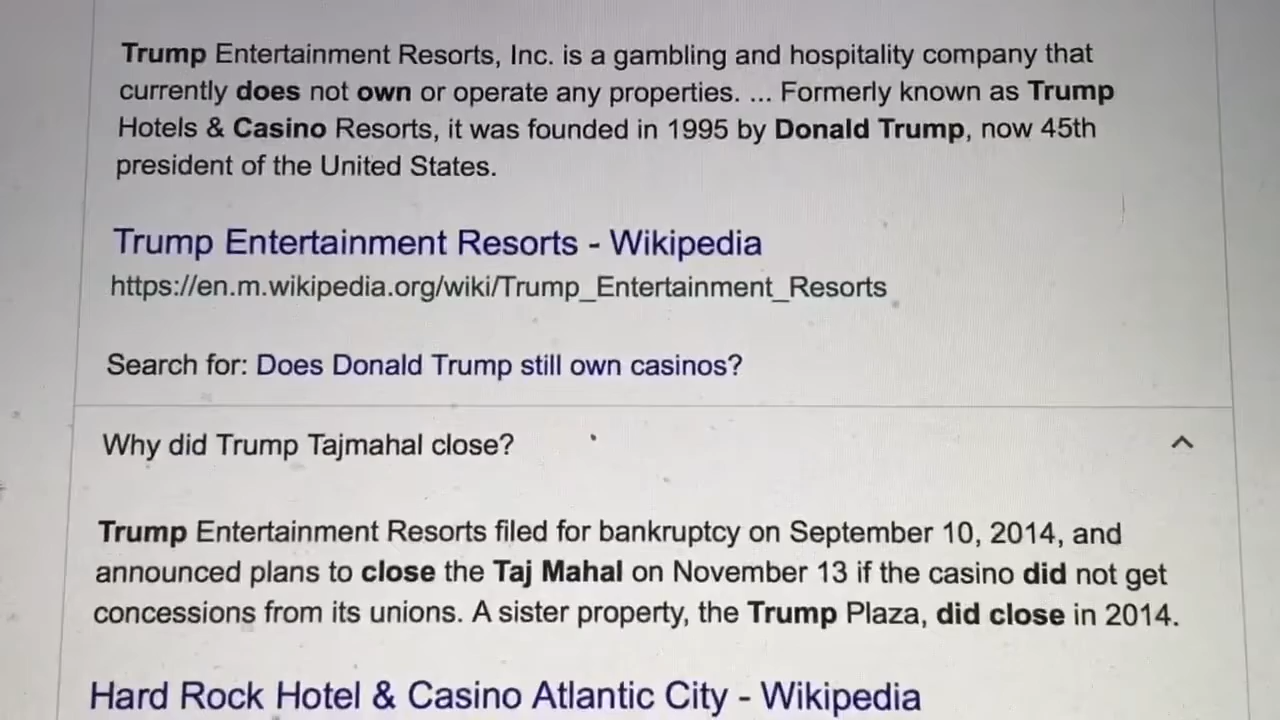 Trump Entertainment Resorts, Inc. is a gambling and hospitality company that
currently does not own or operate any properties. ... Formerly known as Trump
Hotels & Casino Resorts, it was founded in 1995 by Donald Trump, now 45th
president of the United States.
Trump Entertainment Resorts - Wikipedia
https://en.m.wikipedia.org/wiki/Trump_Entertainment_Resorts
Search for: Does Donald Trump still own casinos?
Why did Trump Tajmahal close?
Trump Entertainment Resorts filed for bankruptcy on September 10, 2014, and
announced plans to close the Taj Mahal on November 13 if the casino did not get
concessions from its unions. A sister property, the Trump Plaza, did close in 2014.
Hard Rock Hotel & Casino Atlantic City - Wikipedia